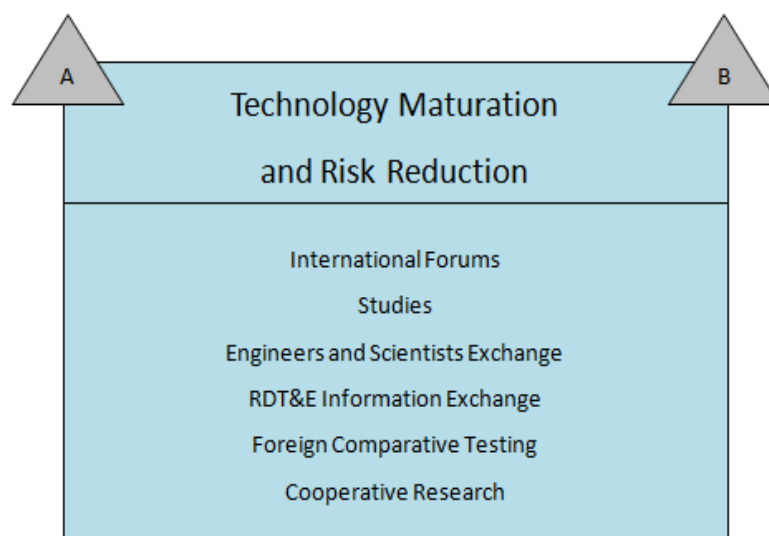 A
B
Technology Maturation
and Risk Reduction
International Forums
Studies
Engineers and Scientists Exchange
RDT&E Information Exchange
Foreign Comparative Testing
Cooperative Research